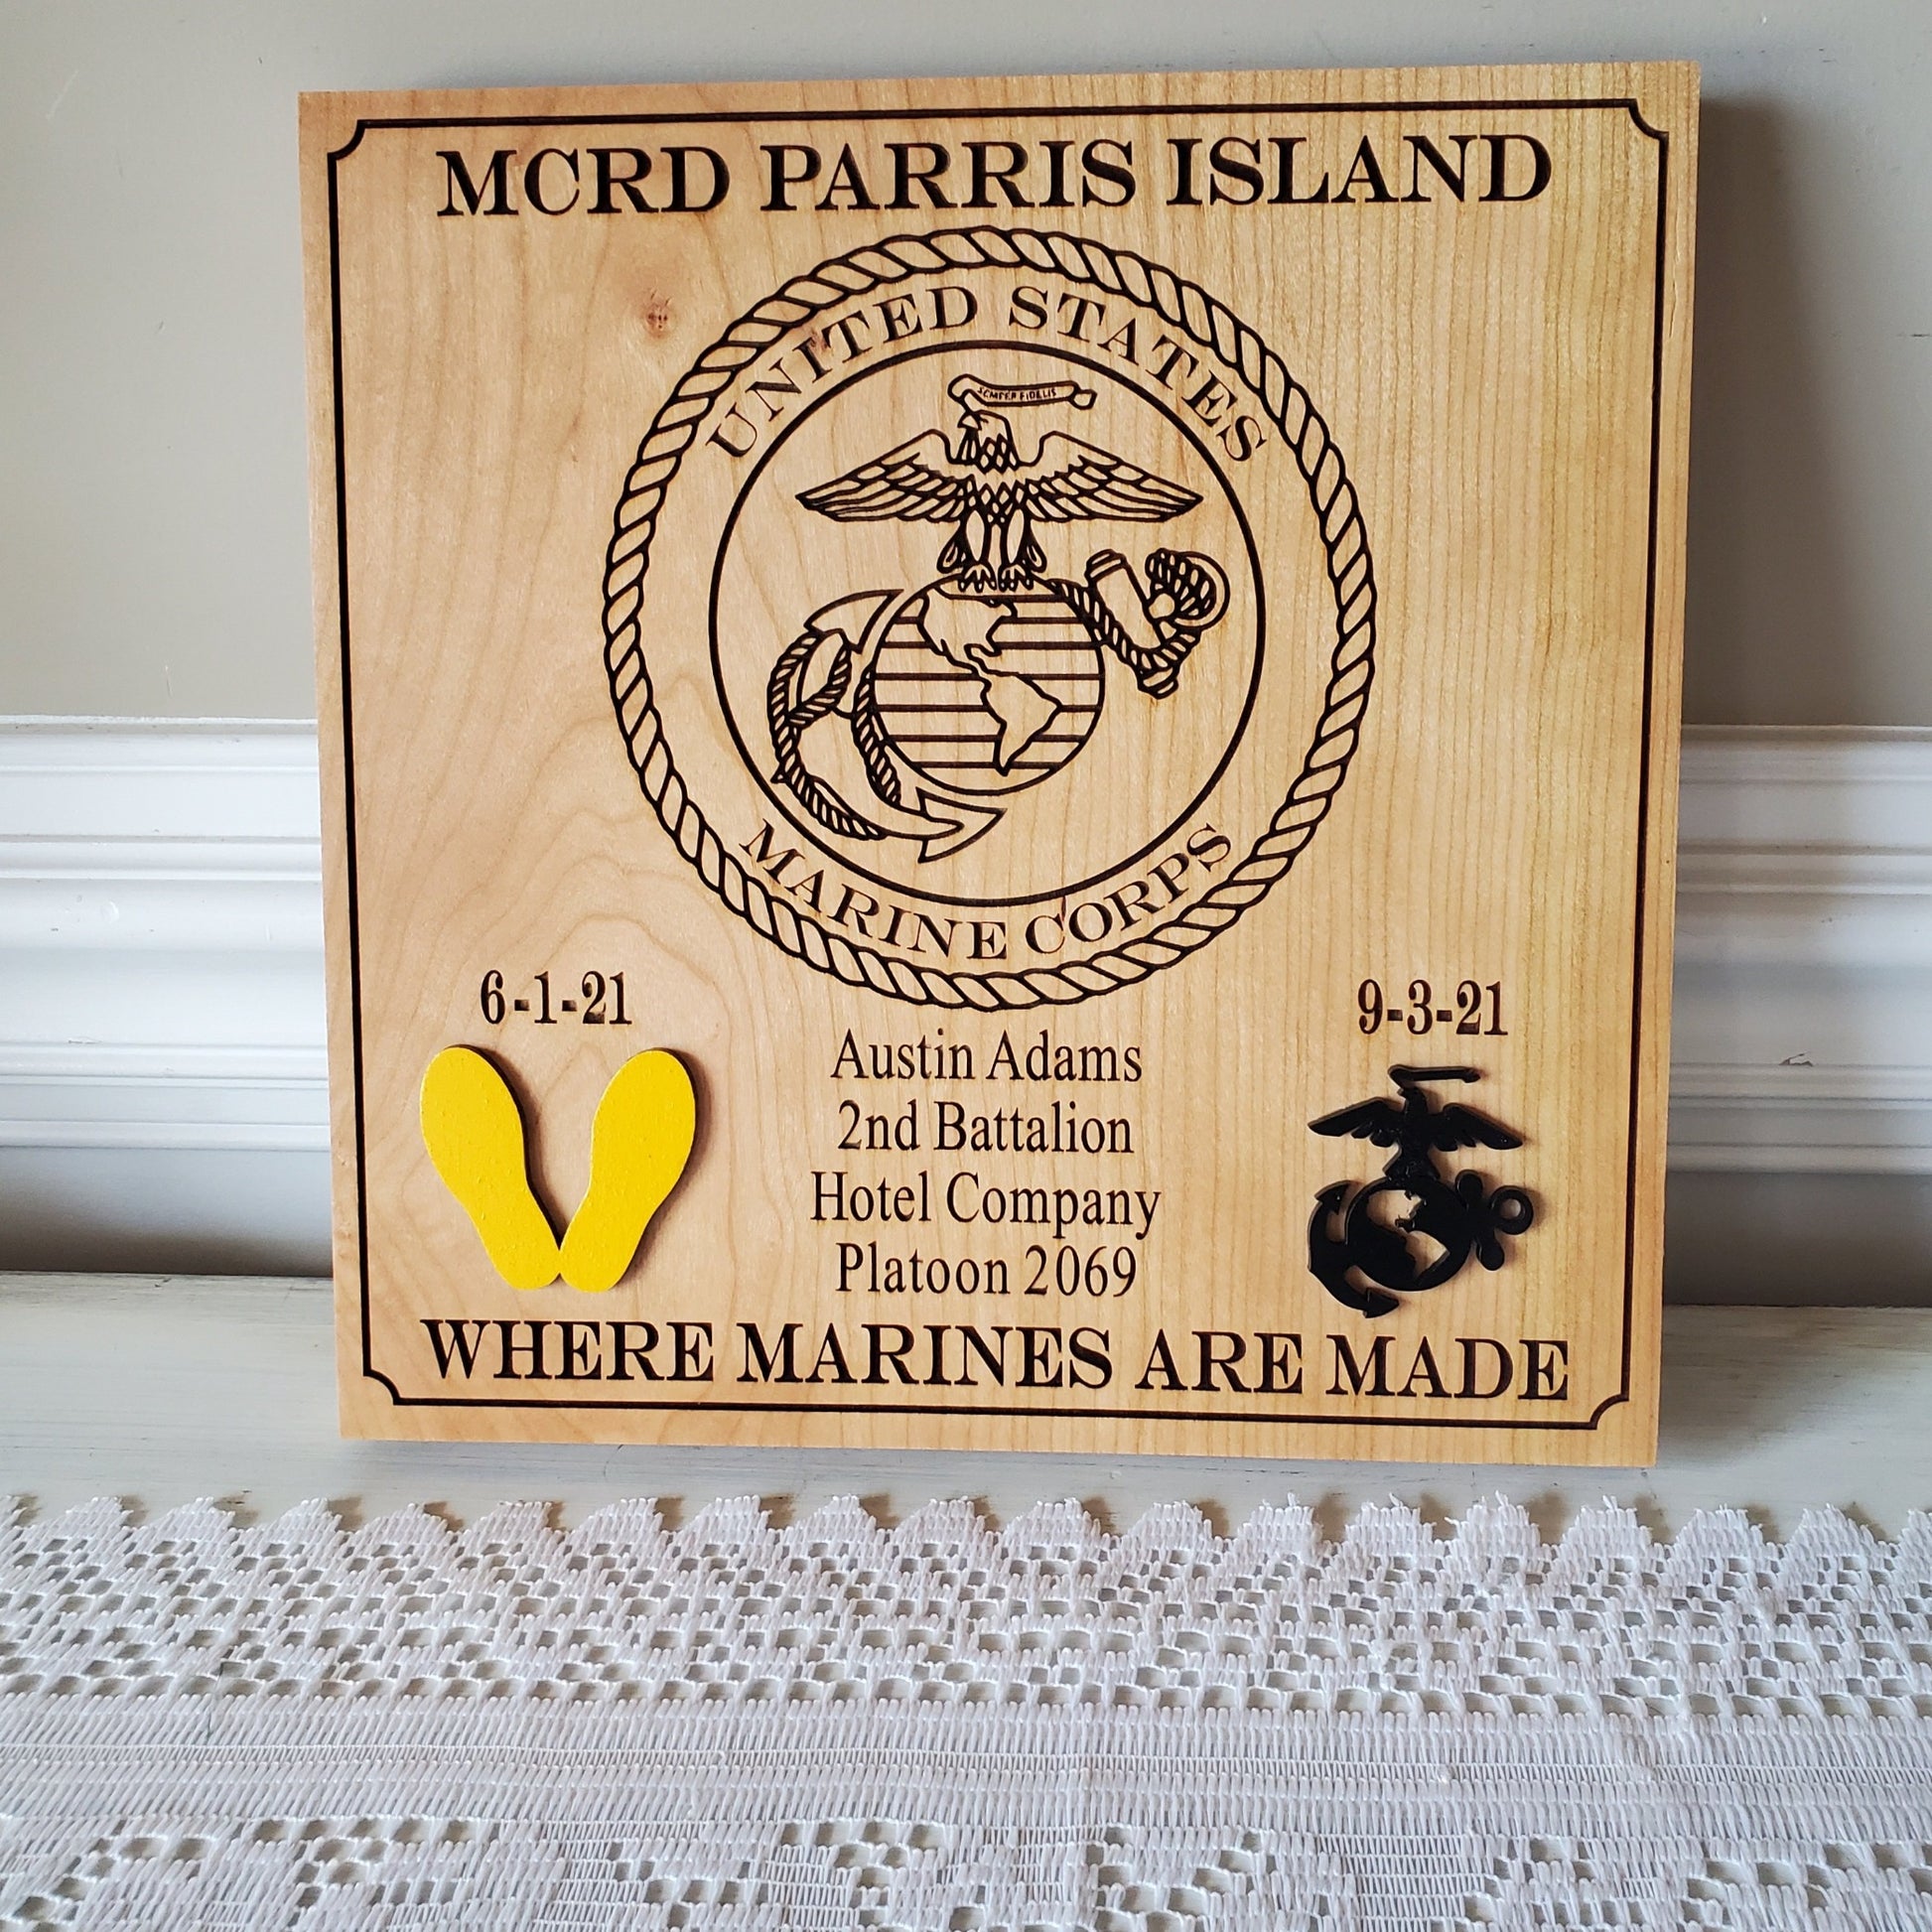 MCRD PARRIS ISLAND
UNITED STATES
SEMPER FIDELIS
MARINE CORPS
6-1-21
9-3-21
Austin Adams
2nd Battalion
Hotel Company
Platoon 2069
WHERE MARINES ARE MADE